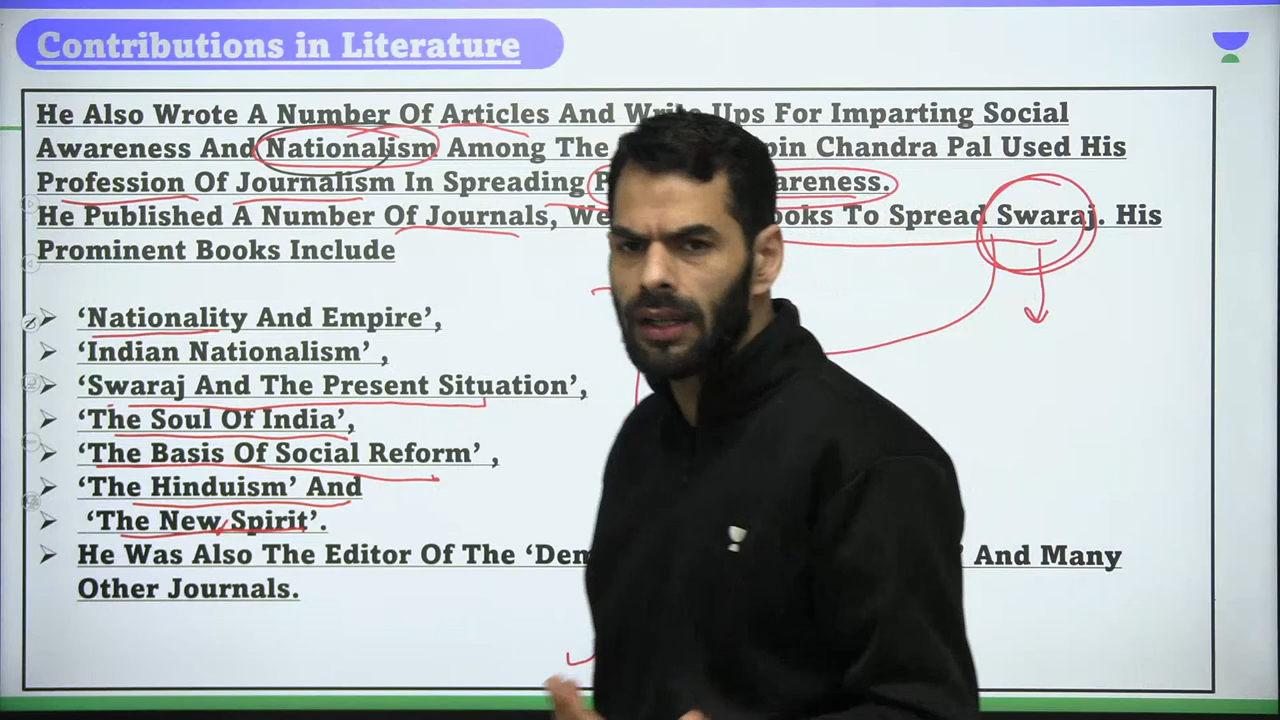 Contributions in Literature
He Also Wrote A Number Of Articles And Write Ups For Imparting Social
Awareness And Nationalism Among The pin Chandra Pal Used His
Profession Of Journalism In Spreading areness.
He Published A Number Of Journals, We ooks To Spread Swaraj. His
Prominent Books Include
‘Nationality And Empire’,
‘Indian Nationalism’ ,
‘Swaraj And The Present Situation’,
‘The Soul Of India’,
‘The Basis Of Social Reform’ ,
‘The Hinduism’ And
‘The New Spirit’.
He Was Also The Editor Of The ‘Dem And Many
Other Journals.